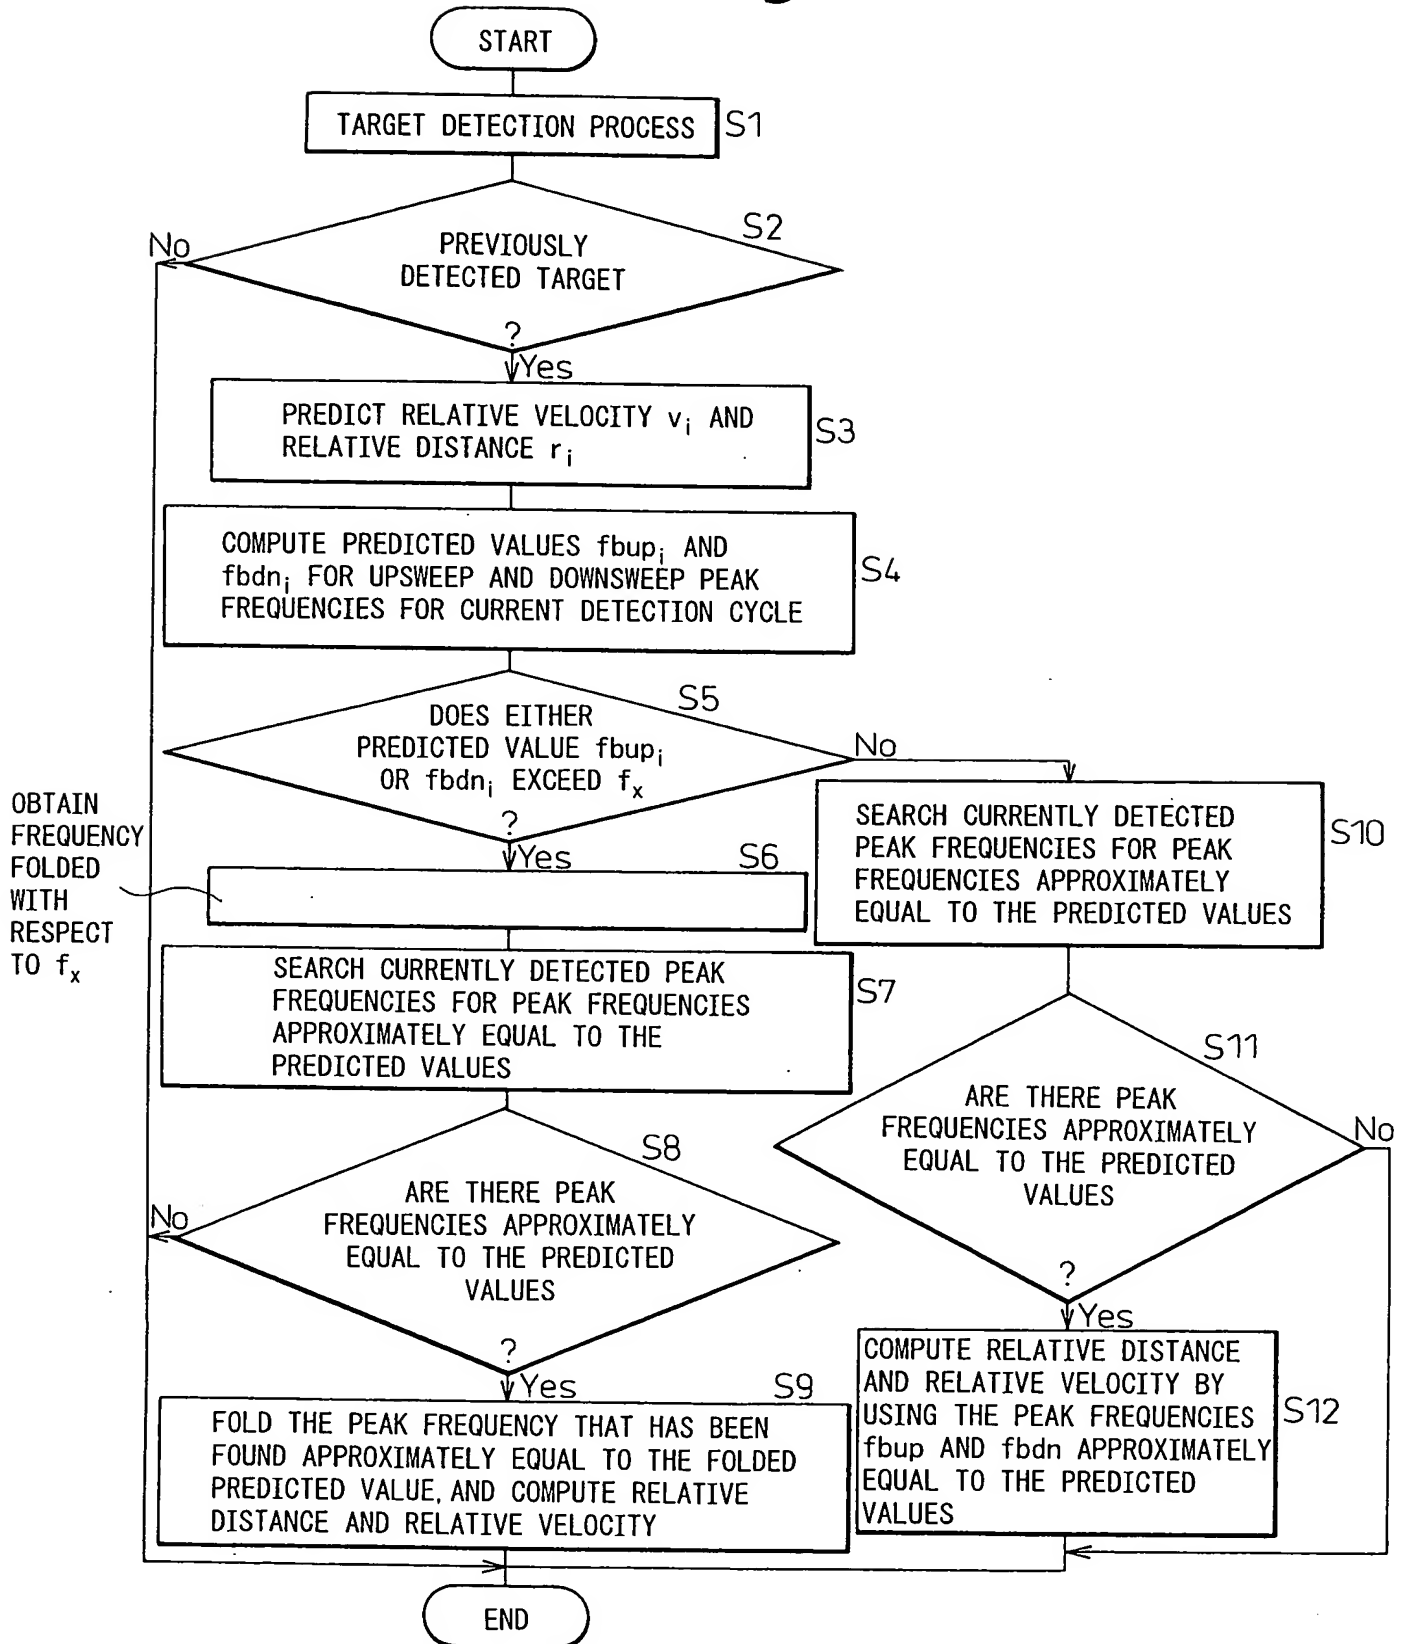 START
TARGET DETECTION PROCESS
S1
S2
No
PREVIOUSLY
DETECTED TARGET
?
Yes
PREDICT RELATIVE VELOCITY vi AND
RELATIVE DISTANCE ri
S3
COMPUTE PREDICTED VALUES fbupi AND
fbdni FOR UPSWEEP AND DOWNSWEEP PEAK
FREQUENCIES FOR CURRENT DETECTION CYCLE
S4
S5
DOES EITHER
PREDICTED VALUE fbupi
OR fbdni EXCEED fx
?
No
Yes
OBTAIN
FREQUENCY
FOLDED
WITH
RESPECT
TO fx
S6
SEARCH CURRENTLY DETECTED PEAK
FREQUENCIES FOR PEAK FREQUENCIES
APPROXIMATELY EQUAL TO THE
PREDICTED VALUES
S7
S8
ARE THERE PEAK
FREQUENCIES APPROXIMATELY
EQUAL TO THE PREDICTED
VALUES
?
No
Yes
S9
FOLD THE PEAK FREQUENCY THAT HAS BEEN
FOUND APPROXIMATELY EQUAL TO THE FOLDED
PREDICTED VALUE, AND COMPUTE RELATIVE
DISTANCE AND RELATIVE VELOCITY
SEARCH CURRENTLY DETECTED
PEAK FREQUENCIES FOR PEAK
FREQUENCIES APPROXIMATELY
EQUAL TO THE PREDICTED VALUES
S10
S11
ARE THERE PEAK
FREQUENCIES APPROXIMATELY
EQUAL TO THE PREDICTED
VALUES
?
No
Yes
COMPUTE RELATIVE DISTANCE
AND RELATIVE VELOCITY BY
USING THE PEAK FREQUENCIES
fbup AND fbdn APPROXIMATELY
EQUAL TO THE PREDICTED
VALUES
S12
END